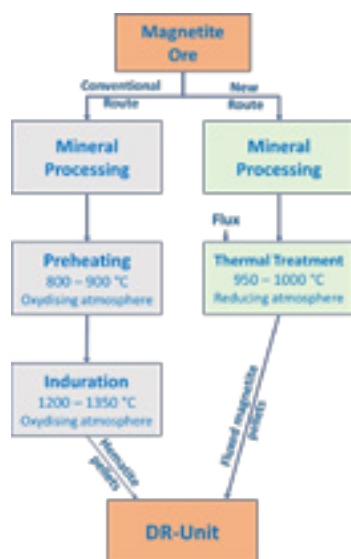 Magnetite
Ore
Conventional
Route
New
Route
Mineral
Processing
Mineral
Processing
Flux
Preheating
800 – 900 °C
Oxydising atmosphere
Thermal Treatment
950 – 1000 °C
Reducing atmosphere
Induration
1200 – 1350 °C
Oxydising atmosphere
Hematite
pellets
Fluxed magnetite
pellets
DR-Unit